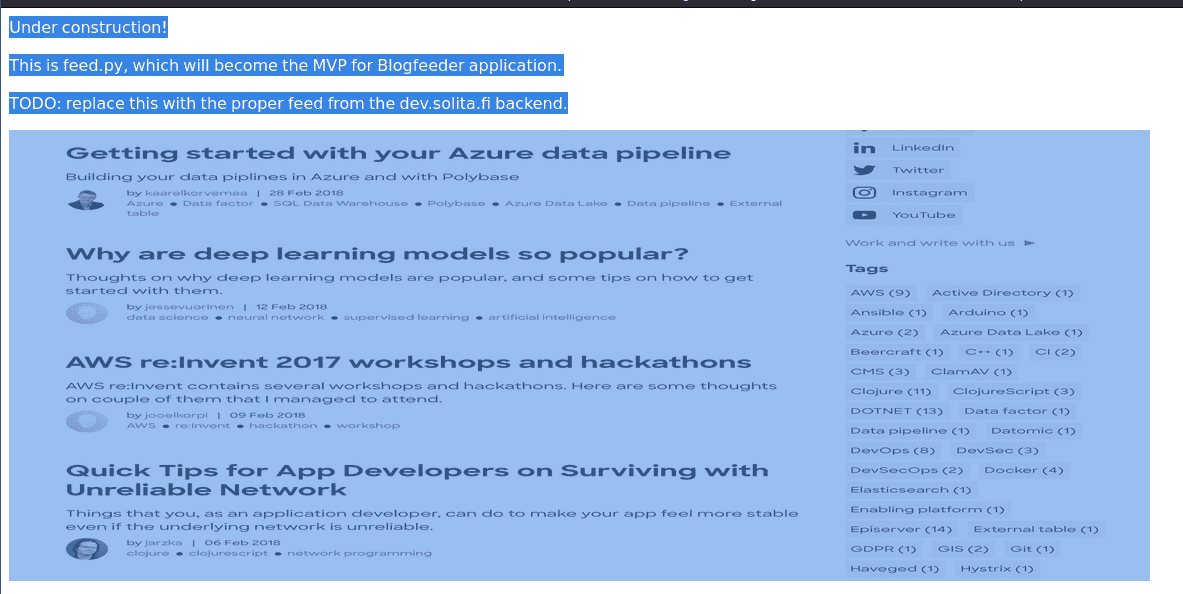 Under construction!
This is feed.py, which will become the MVP for Blogfeeder application.
TODO: replace this with the proper feed from the dev.solita.fi backend.
Getting started with your Azure data pipeline
Building your data piplines in Azure and with Polybase
by kaarelkorvemaa | 28 Feb 2018
Azure ● Data factor ● SQL Data Warehouse ● Polybase ● Azure Data Lake ● Data pipeline ● External
table
Why are deep learning models so popular?
Thoughts on why deep learning models are popular, and some tips on how to get
started with them.
by jessevuorinen | 12 Feb 2018
data science ● neural network ● supervised learning ● artificial intelligence
AWS re:Invent 2017 workshops and hackathons
AWS re:Invent contains several workshops and hackathons. Here are some thoughts
on couple of them that I managed to attend.
by jooelkorpi | 09 Feb 2018
AWS ● re:Invent ● hackathon ● workshop
Quick Tips for App Developers on Surviving with
Unreliable Network
Things that you, as an application developer, can do to make your app feel more stable
even if the underlying network is unreliable.
by jarzka | 06 Feb 2018
clojure ● clojurescript ● network programming
LinkedIn
Twitter
Instagram
YouTube
Work and write with us ►
Tags
AWS (9) Active Directory (1)
Ansible (1) Arduino (1)
Azure (2) Azure Data Lake (1)
Beercraft (1) C++ (1) CI (2)
CMS (3) ClamAV (1)
Clojure (11) ClojureScript (3)
DOTNET (13) Data factor (1)
Data pipeline (1) Datomic (1)
DevOps (8) DevSec (3)
DevSecOps (2) Docker (4)
Elasticsearch (1)
Enabling platform (1)
Episerver (14) External table (1)
GDPR (1) GIS (2) Git (1)
Haveged (1) Hystrix (1)